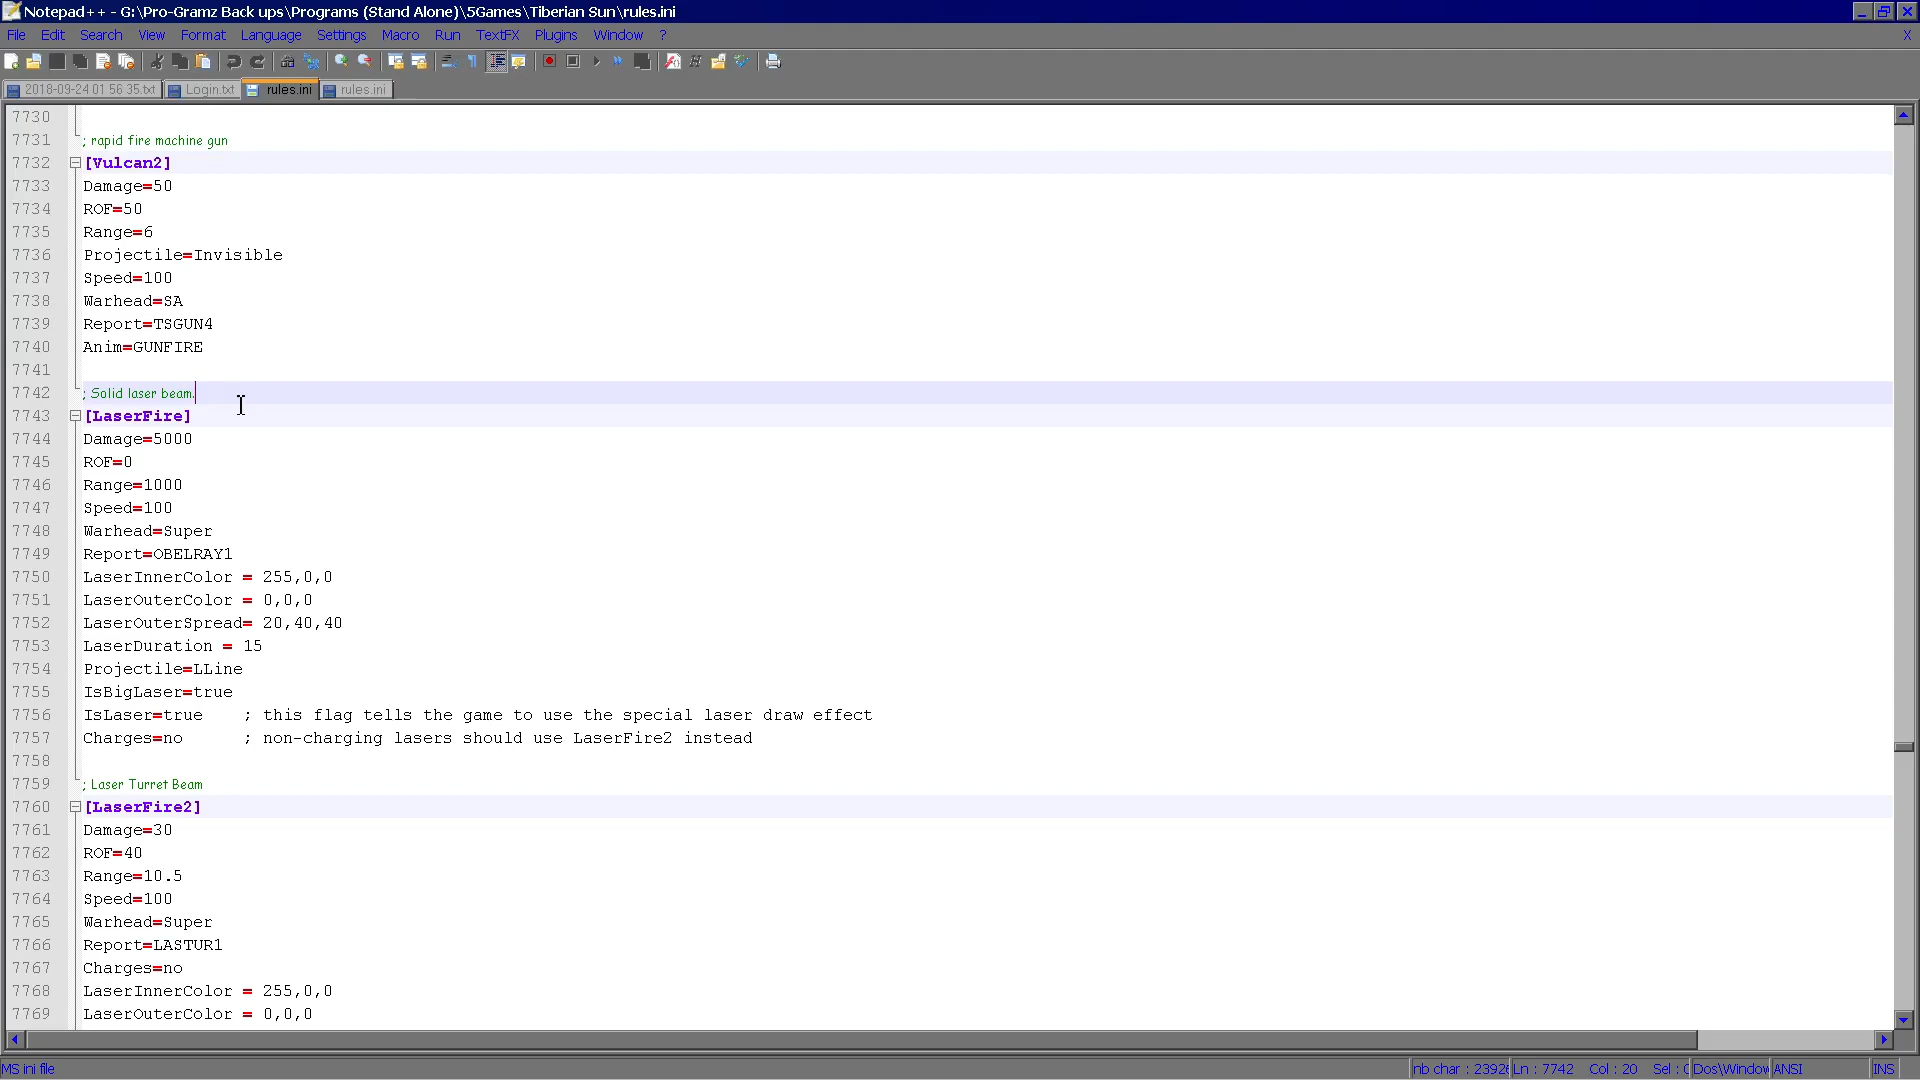 Notepad++ - G:\Pro-Gramz Back ups\Programs (Stand Alone)\5Games\Tiberian Sun\rules.ini
File Edit Search View Format Language Settings Macro Run TextFX Plugins Window ? X
2018-09-24 01 56 35.txt Login.txt rules.ini rules.ini
7730
7731 ; rapid fire machine gun
7732 [Vulcan2]
7733 Damage=50
7734 ROF=50
7735 Range=6
7736 Projectile=Invisible
7737 Speed=100
7738 Warhead=SA
7739 Report=TSGUN4
7740 Anim=GUNFIRE
7741
7742 ; Solid laser beam.
7743 [LaserFire]
7744 Damage=5000
7745 ROF=0
7746 Range=1000
7747 Speed=100
7748 Warhead=Super
7749 Report=OBELRAY1
7750 LaserInnerColor = 255,0,0
7751 LaserOuterColor = 0,0,0
7752 LaserOuterSpread= 20,40,40
7753 LaserDuration = 15
7754 Projectile=LLine
7755 IsBigLaser=true
7756 IsLaser=true ; this flag tells the game to use the special laser draw effect
7757 Charges=no ; non-charging lasers should use LaserFire2 instead
7758
7759 ; Laser Turret Beam
7760 [LaserFire2]
7761 Damage=30
7762 ROF=40
7763 Range=10.5
7764 Speed=100
7765 Warhead=Super
7766 Report=LASTUR1
7767 Charges=no
7768 LaserInnerColor = 255,0,0
7769 LaserOuterColor = 0,0,0
MS ini file nb char : 2392 Ln : 7742 Col : 20 Sel : Dos\Window ANSI INS